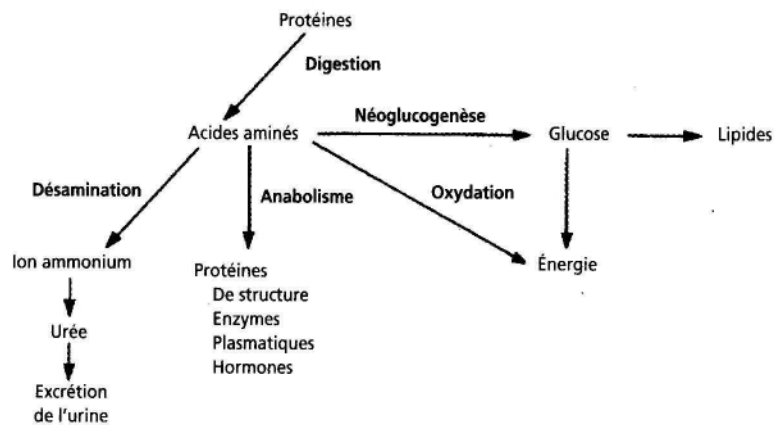 Protéines
Digestion
Néoglucogenèse
Acides aminés
Glucose
Lipides
Désamination
Anabolisme
Oxydation
Ion ammonium
Protéines
De structure
Enzymes
Plasmatiques
Hormones
Énergie
Urée
Excrétion
de l'urine